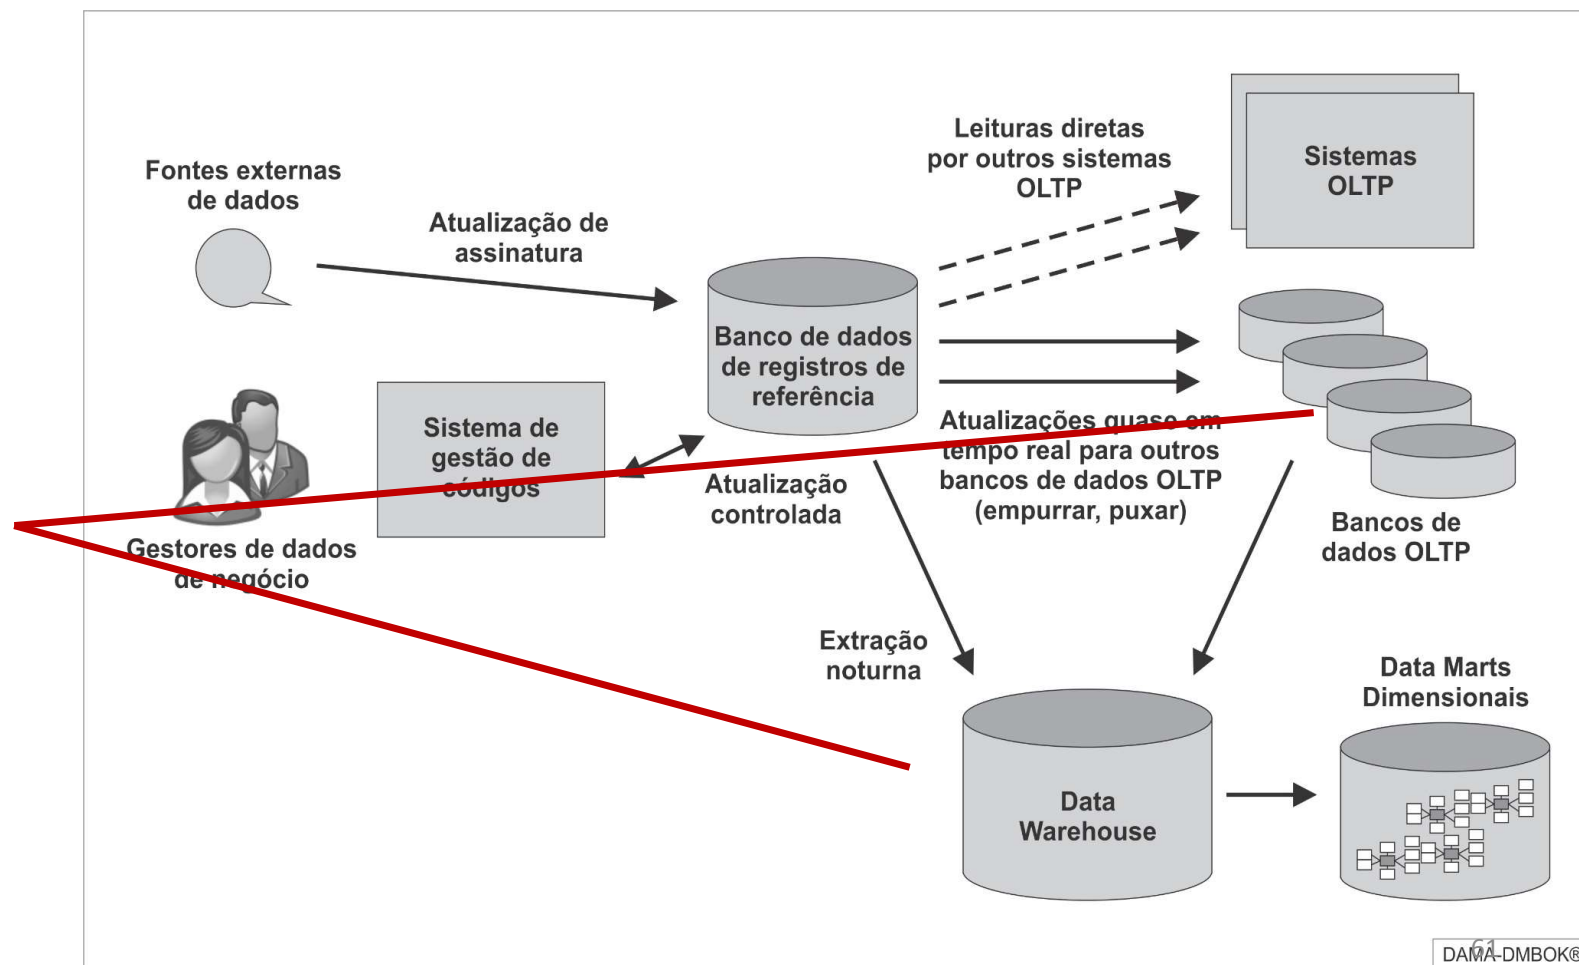 Fontes externas
de dados
Atualização de
assinatura
Leituras diretas
por outros sistemas
OLTP
Sistemas
OLTP
Banco de dados
de registros de
referência
Sistema de
gestão de
códigos
Atualização
controlada
Atualizações quase em
tempo real para outros
bancos de dados OLTP
(empurrar, puxar)
Bancos de
dados OLTP
Gestores de dados
de negócio
Extração
noturna
Data Marts
Dimensionais
Data
Warehouse
DAMA-DMBOK®
61